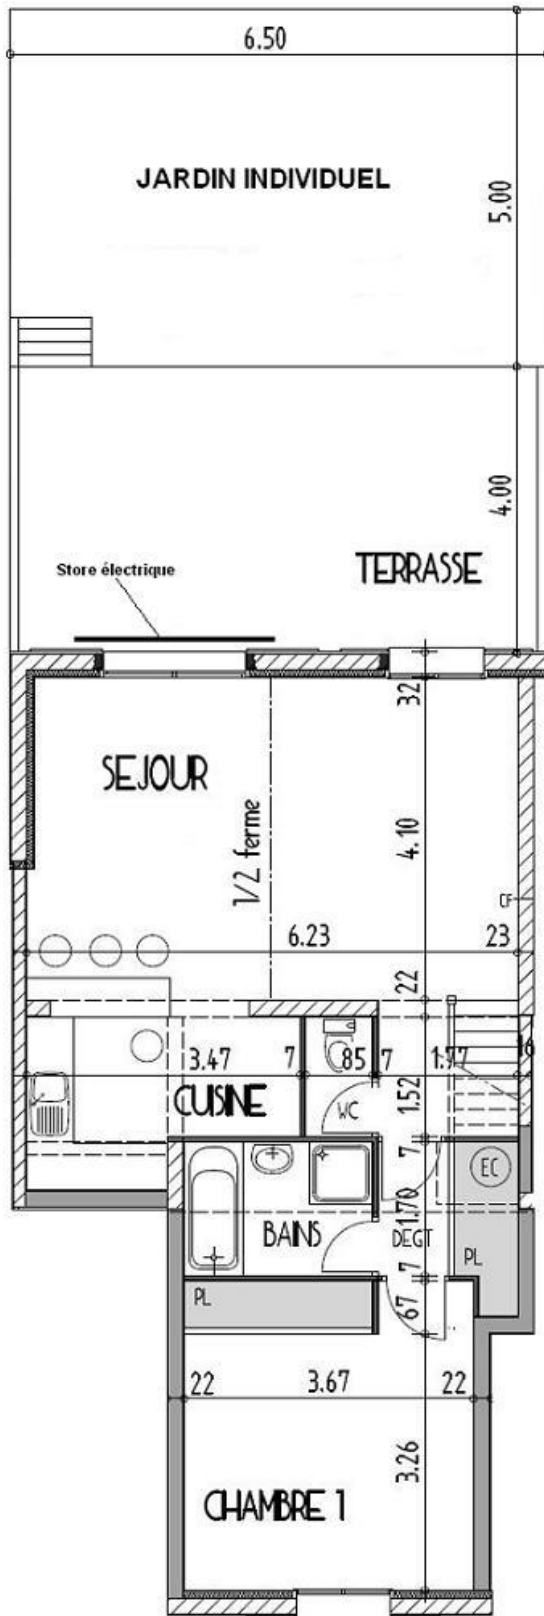 6.50
JARDIN INDIVIDUEL
5.00
4.00
TERRASSE
Store électrique
32
SEJOUR
1/2 ferme
4.10
CF
6.23
23
22
3.47
7
85
7
1.77
CUISINE
WC
1.52
7
EC
BAINS
1.70
DEGT
PL
7
PL
67
22
3.67
22
3.26
CHAMBRE 1